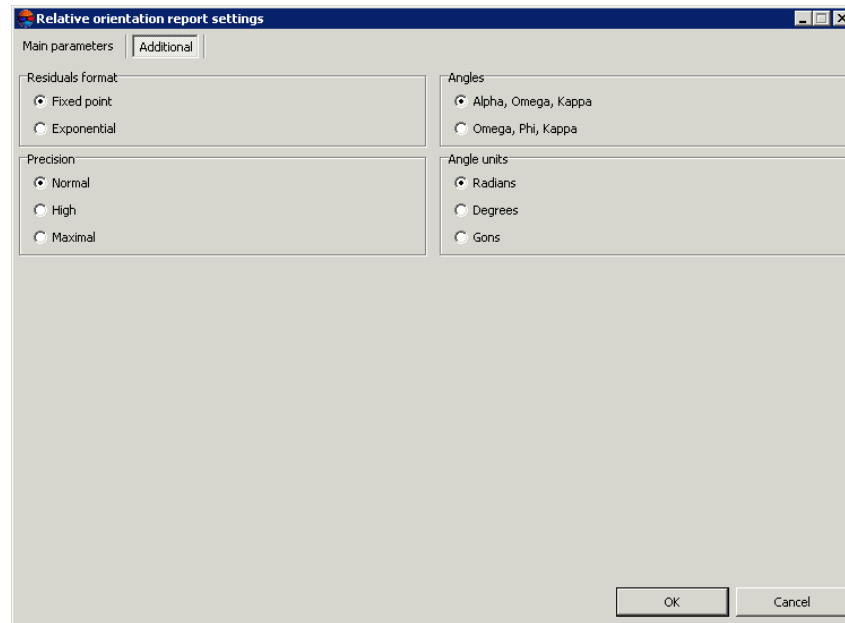 Relative orientation report settings
Main parameters Additional
Residuals format
Fixed point
Exponential
Angles
Alpha, Omega, Kappa
Omega, Phi, Kappa
Precision
Normal
High
Maximal
Angle units
Radians
Degrees
Gons
OK Cancel